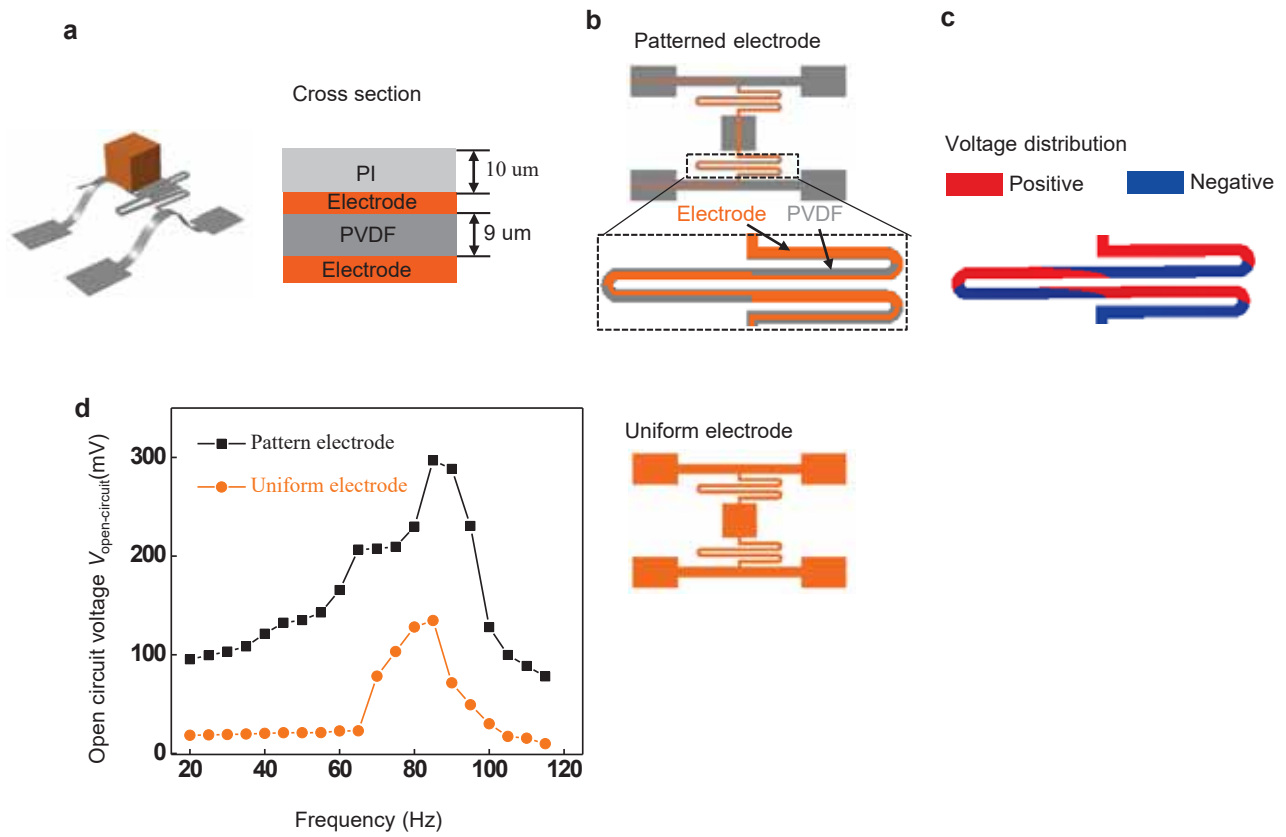 a
Cross section
PI
10 um
Electrode
PVDF
9 um
Electrode
b
Patterned electrode
Electrode
PVDF
c
Voltage distribution
Positive
Negative
d
Open circuit voltage Vopen-circuit(mV)
300
200
100
0
Pattern electrode
Uniform electrode
20 40 60 80 100 120
Frequency (Hz)
Uniform electrode